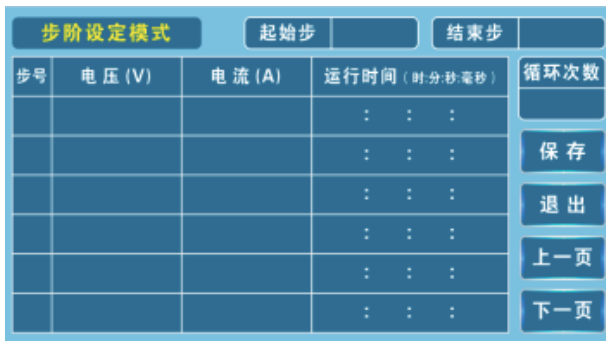 步阶设定模式 起始步 结束步
步号 电压(V) 电流(A) 运行时间(时:分:秒:毫秒) 循环次数
: : :
: : : 保存
: : : 退出
: : : 上一页
: : :
: : : 下一页